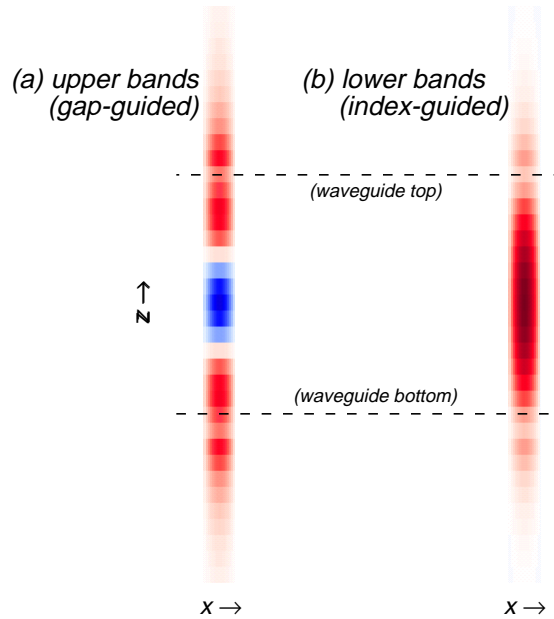 (a) upper bands
(gap-guided)
(b) lower bands
(index-guided)
(waveguide top)
z →
(waveguide bottom)
x →
x →